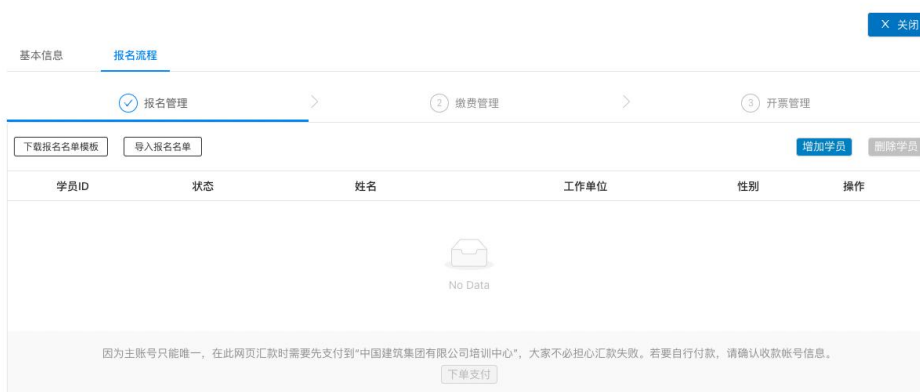 X 关闭
基本信息 报名流程
报名管理 2 缴费管理 3 开票管理
下载报名名单模板 导入报名名单 增加学员 删除学员
学员ID 状态 姓名 工作单位 性别 操作
No Data
因为主账号只能唯一，在此网页汇款时需要先支付到“中国建筑集团有限公司培训中心”，大家不必担心汇款失败。若要自行付款，请确认收款帐号信息。
下单支付